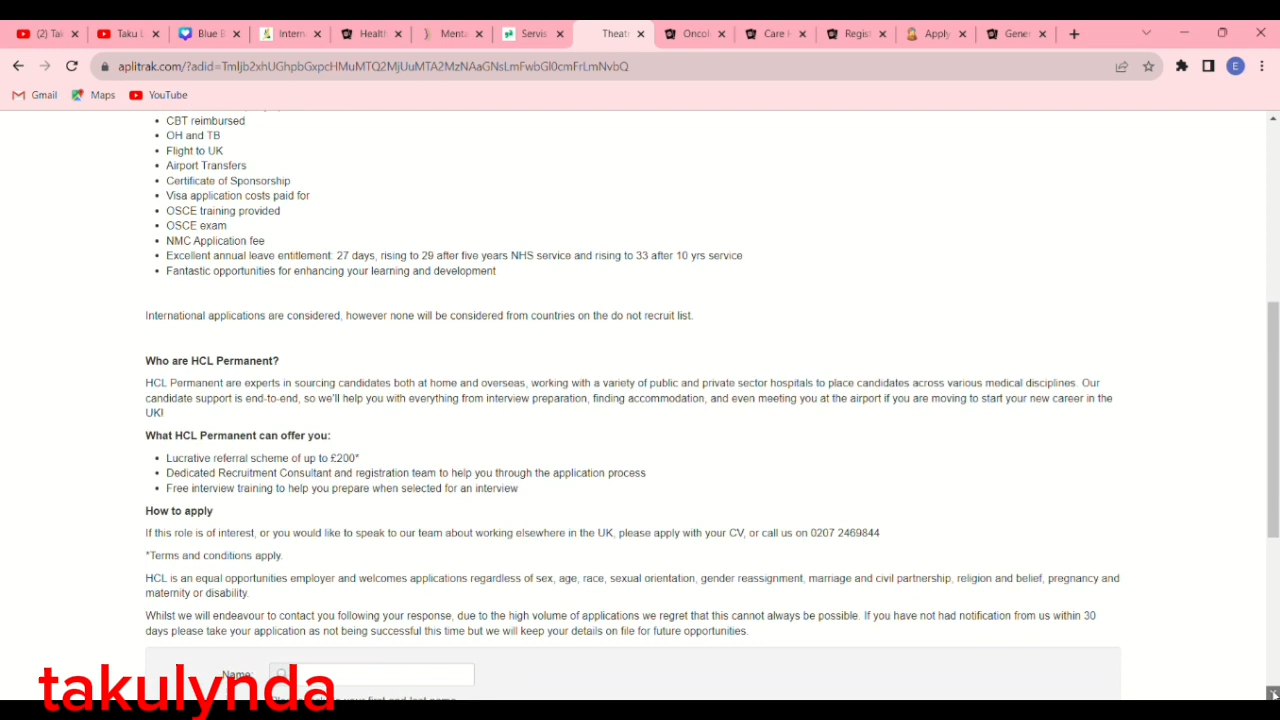 (2) Tak
Taku L
Blue B
Intern
Health
Menta
Servis
Theatr
Oncol
Care H
Regist
Apply
Gener
aplitrak.com/?adid=TmIjb2xhUGhpbGxpcHMuMTQ2MjUuMTA2MzNAaGNsLmFwbGl0cmFrLmNvbQ
E
Gmail
Maps
YouTube
CBT reimbursed
OH and TB
Flight to UK
Airport Transfers
Certificate of Sponsorship
Visa application costs paid for
OSCE training provided
OSCE exam
NMC Application fee
Excellent annual leave entitlement: 27 days, rising to 29 after five years NHS service and rising to 33 after 10 yrs service
Fantastic opportunities for enhancing your learning and development
International applications are considered, however none will be considered from countries on the do not recruit list.
Who are HCL Permanent?
HCL Permanent are experts in sourcing candidates both at home and overseas, working with a variety of public and private sector hospitals to place candidates across various medical disciplines. Our
candidate support is end-to-end, so we'll help you with everything from interview preparation, finding accommodation, and even meeting you at the airport if you are moving to start your new career in the
UK!
What HCL Permanent can offer you:
Lucrative referral scheme of up to £200*
Dedicated Recruitment Consultant and registration team to help you through the application process
Free interview training to help you prepare when selected for an interview
How to apply
If this role is of interest, or you would like to speak to our team about working elsewhere in the UK, please apply with your CV, or call us on 0207 2469844
*Terms and conditions apply.
HCL is an equal opportunities employer and welcomes applications regardless of sex, age, race, sexual orientation, gender reassignment, marriage and civil partnership, religion and belief, pregnancy and
maternity or disability.
Whilst we will endeavour to contact you following your response, due to the high volume of applications we regret that this cannot always be possible. If you have not had notification from us within 30
days please take your application as not being successful this time but we will keep your details on file for future opportunities.
Name:
takulynda